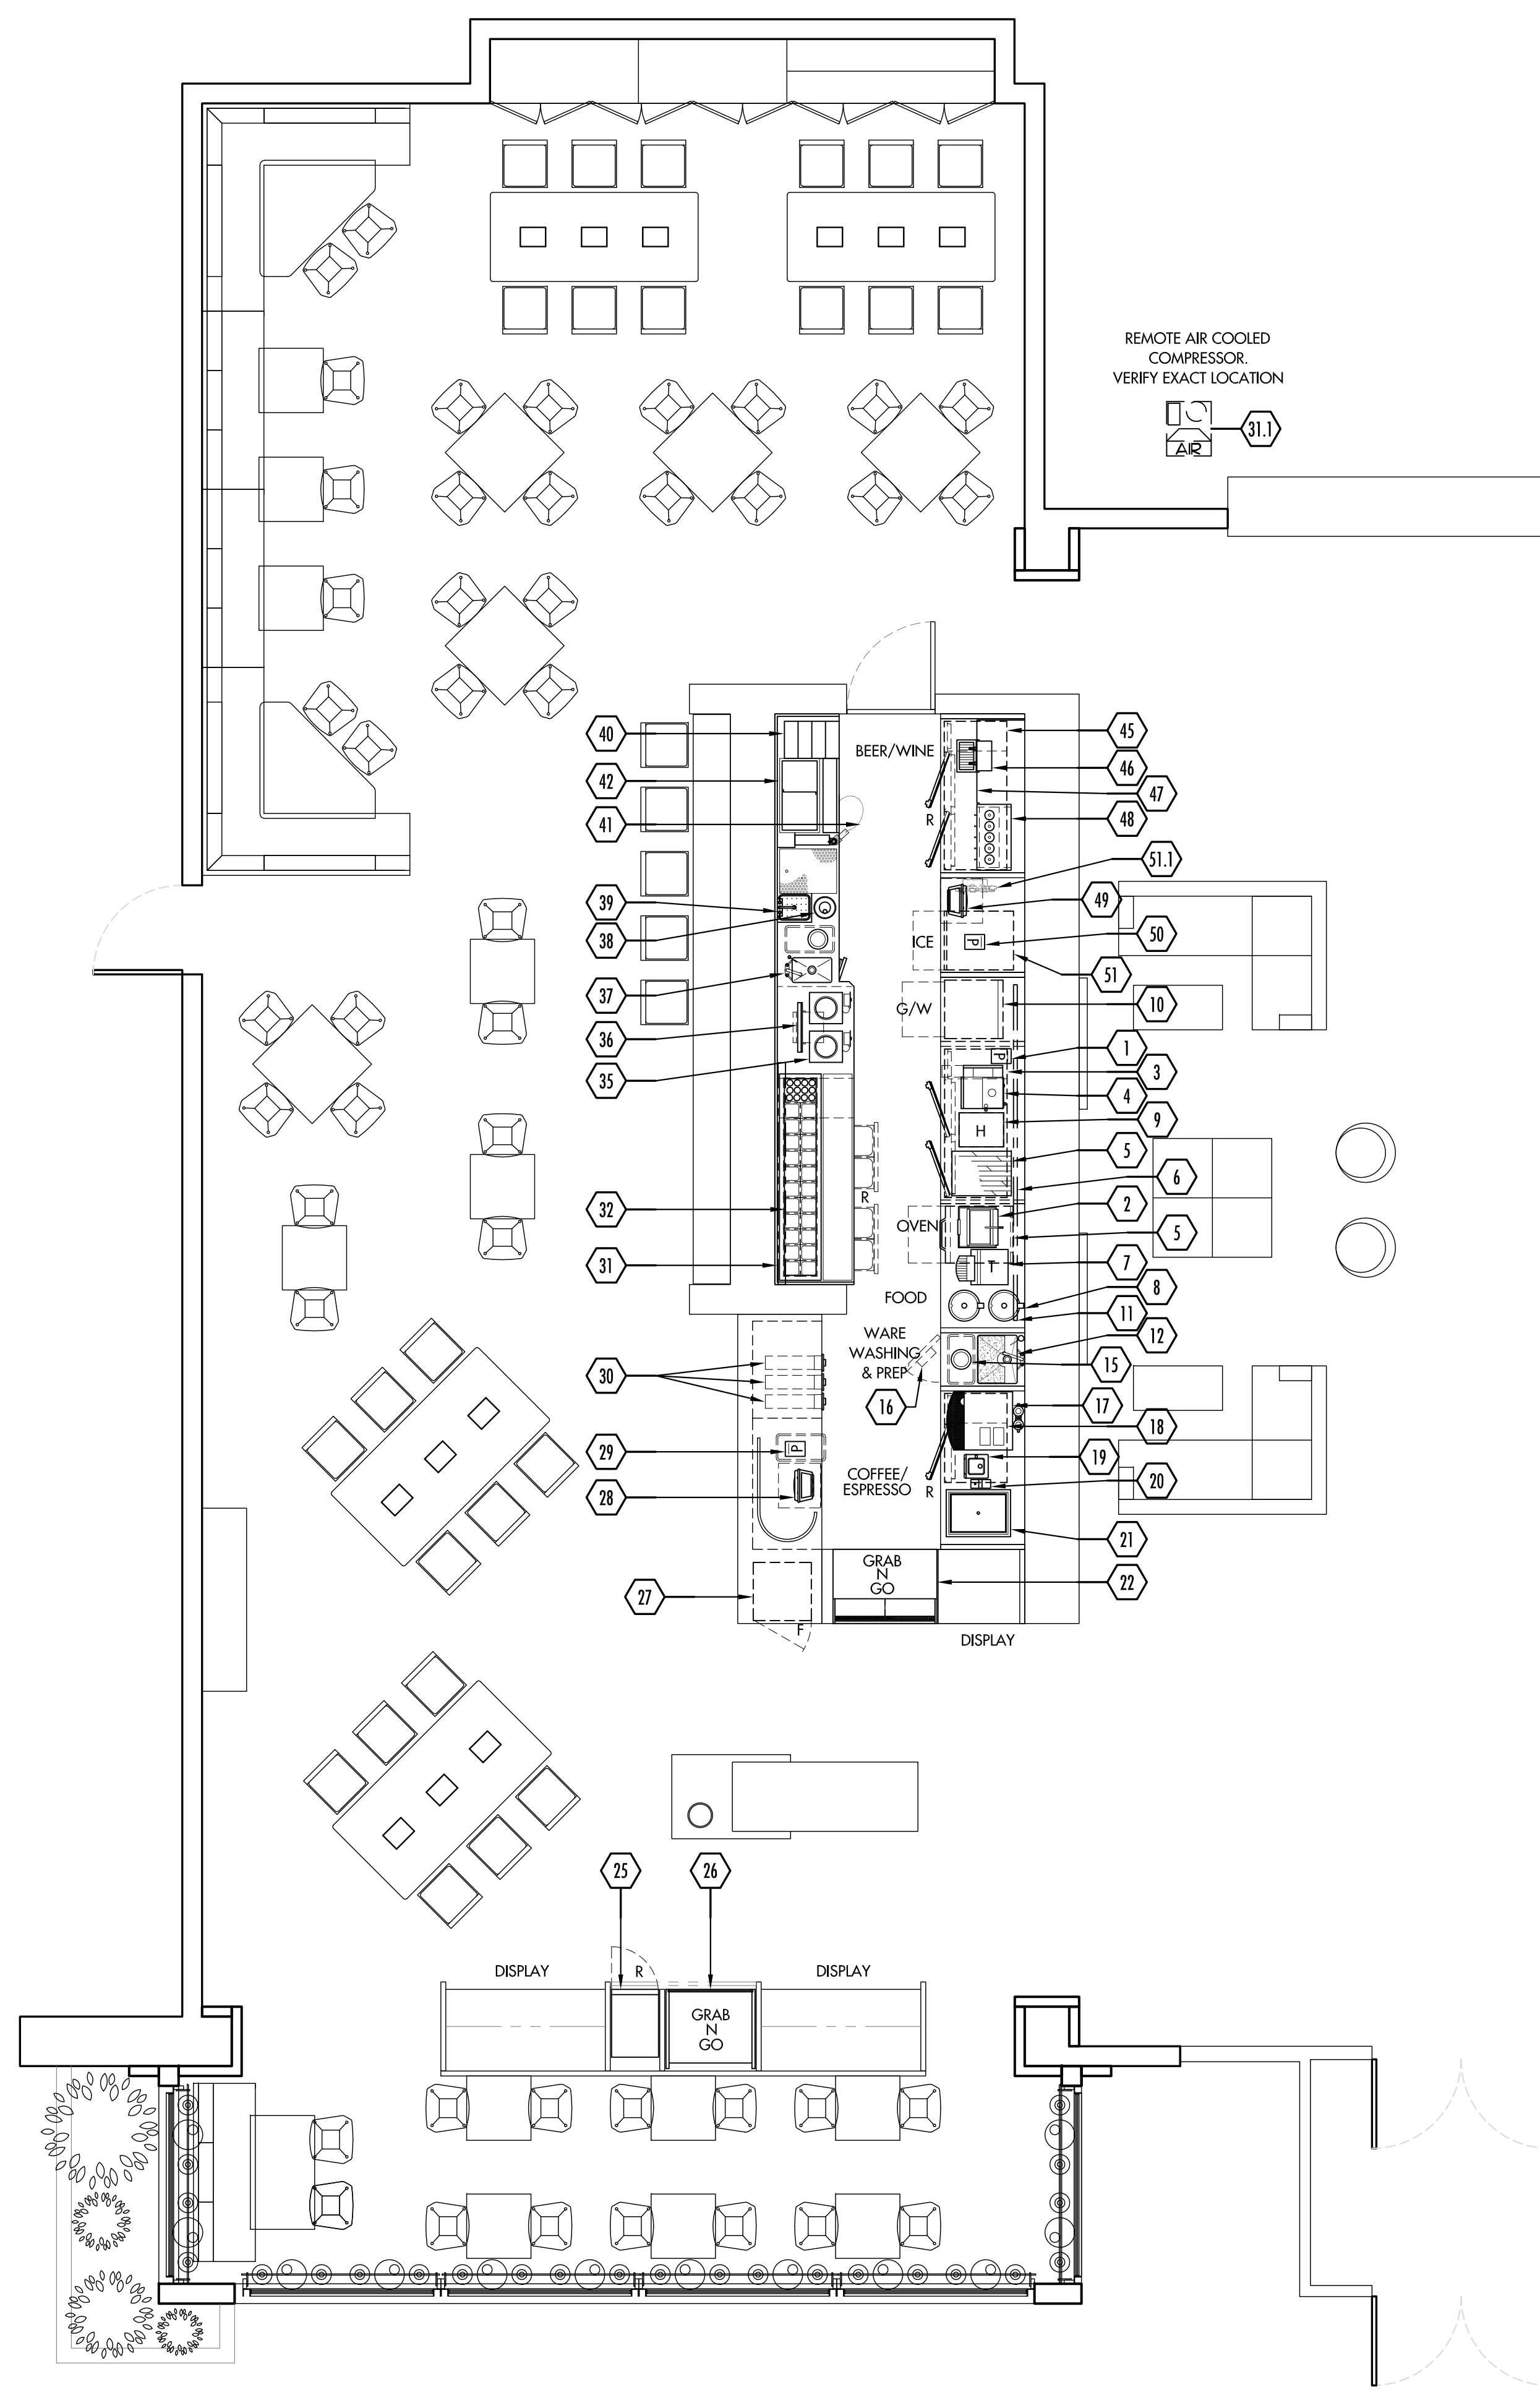 REMOTE AIR COOLED
COMPRESSOR.
VERIFY EXACT LOCATION
31.1
AIR
40
BEER/WINE
45
46
42
47
41
R
48
51.1
39
49
38
ICE
P
50
51
37
G/W
10
36
1
P
3
35
4
9
H
5
6
R
32
2
OVEN
5
31
7
T
8
FOOD
11
WARE
WASHING
& PREP
12
15
30
16
17
18
29
P
19
COFFEE/
ESPRESSO
28
R
20
21
GRAB
N
GO
22
27
F
DISPLAY
25
26
DISPLAY
R
DISPLAY
GRAB
N
GO